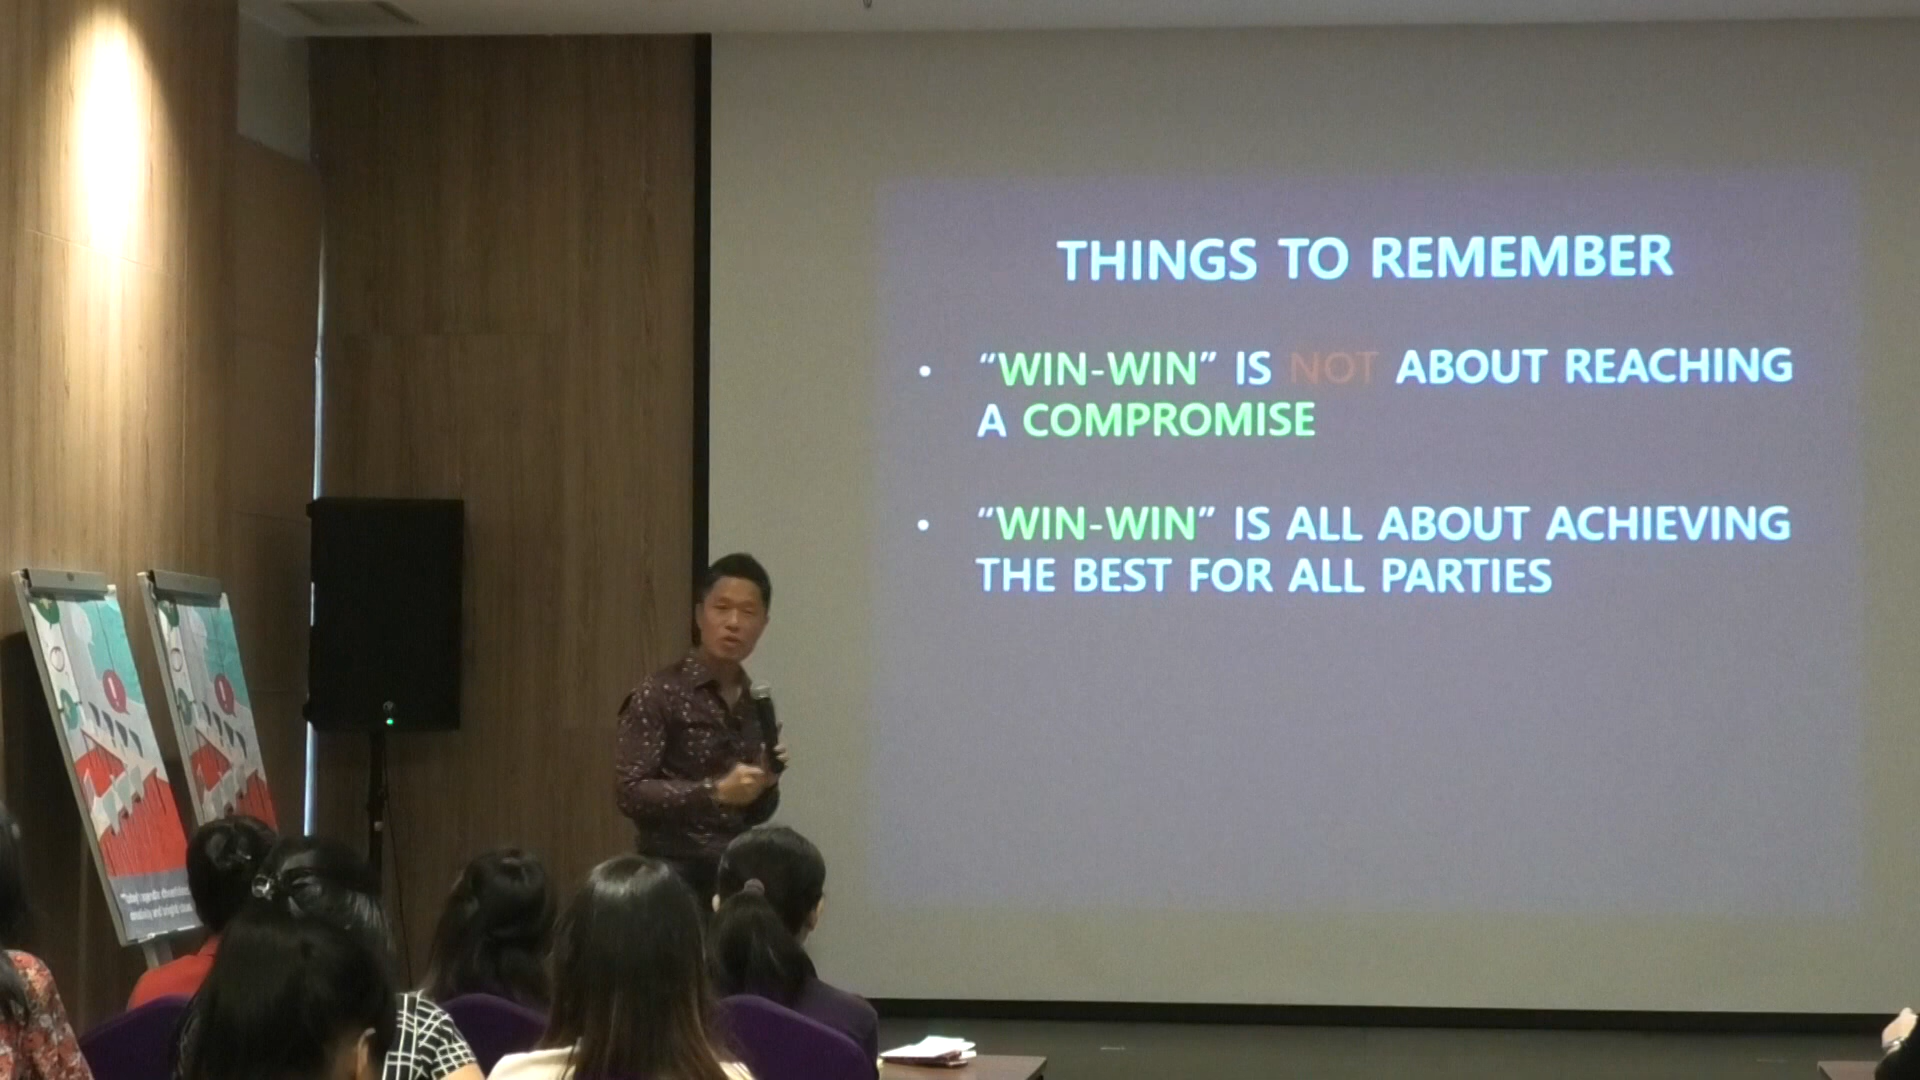 THINGS TO REMEMBER
• “WIN-WIN” IS NOT ABOUT REACHING
A COMPROMISE
• “WIN-WIN” IS ALL ABOUT ACHIEVING
THE BEST FOR ALL PARTIES